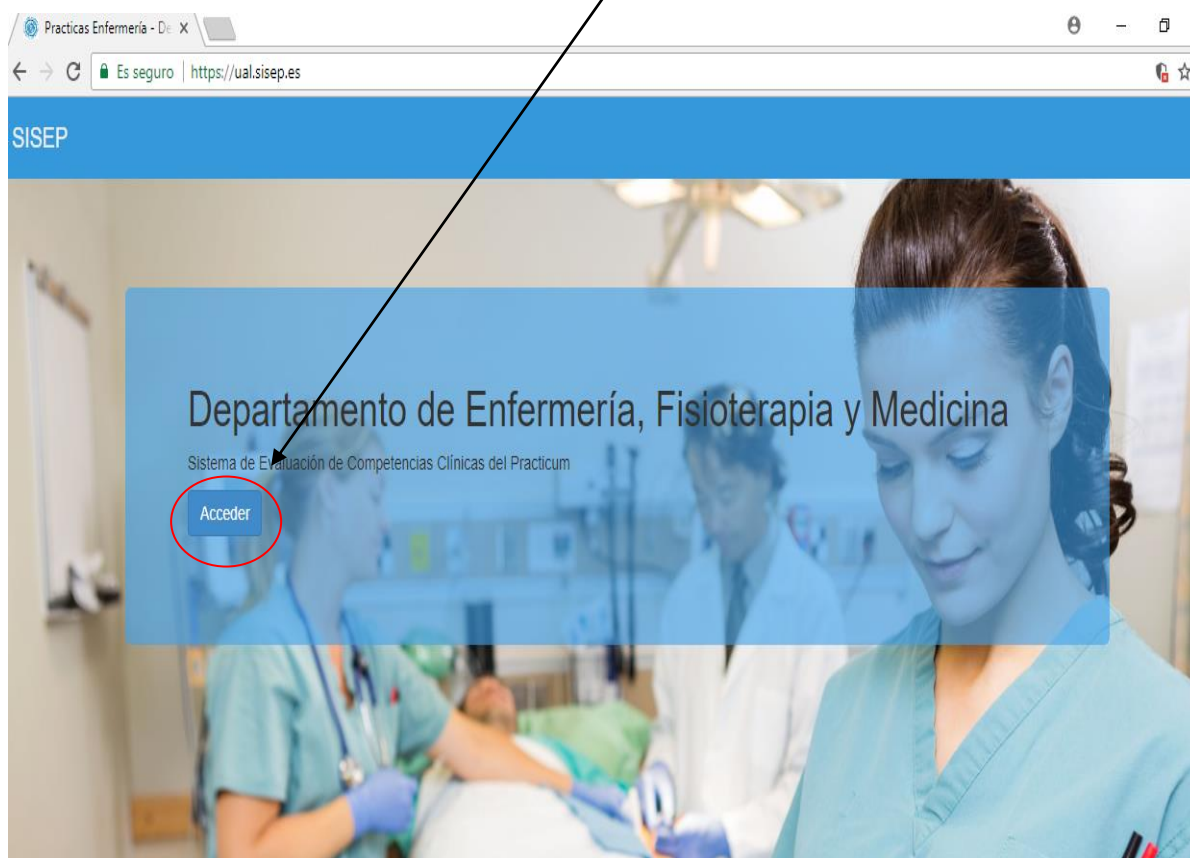 Practicas Enfermería - De
Es seguro | https://ual.sisep.es
SISEP
Departamento de Enfermería, Fisioterapia y Medicina
Sistema de Evaluación de Competencias Clínicas del Practicum
Acceder